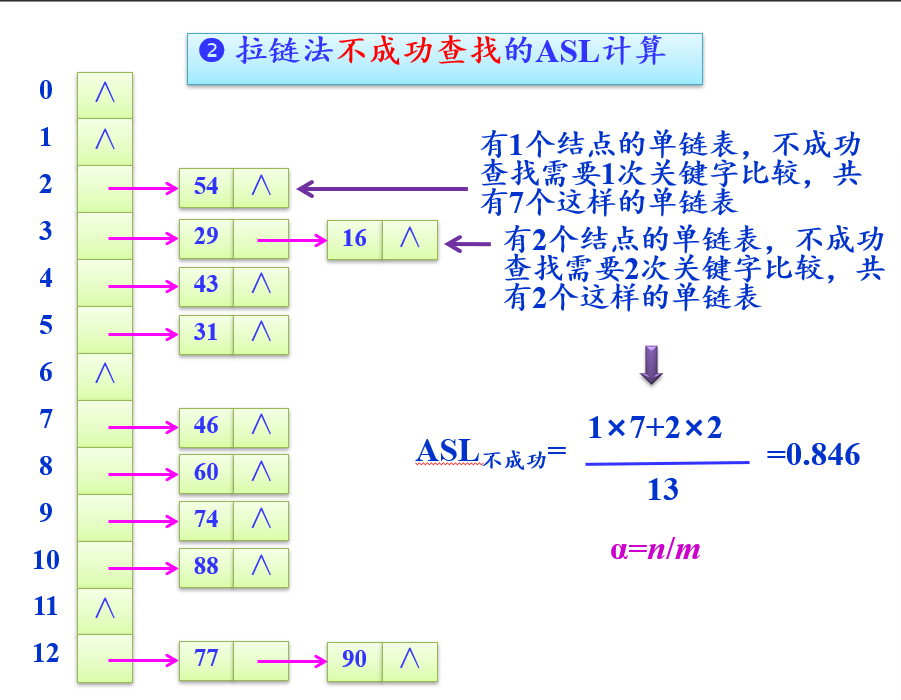 ❷ 拉链法不成功查找的ASL计算
0 ∧
1 ∧
有1个结点的单链表，不成功
查找需要1次关键字比较，共
有7个这样的单链表
2 54 ∧
3 29 16 ∧
有2个结点的单链表，不成功
查找需要2次关键字比较，共
有2个这样的单链表
4 43 ∧
5 31 ∧
6 ∧
7 46 ∧
8 60 ∧
9 74 ∧
10 88 ∧
11 ∧
12 77 90 ∧
1×7+2×2
ASL不成功= =0.846
13
α=n/m